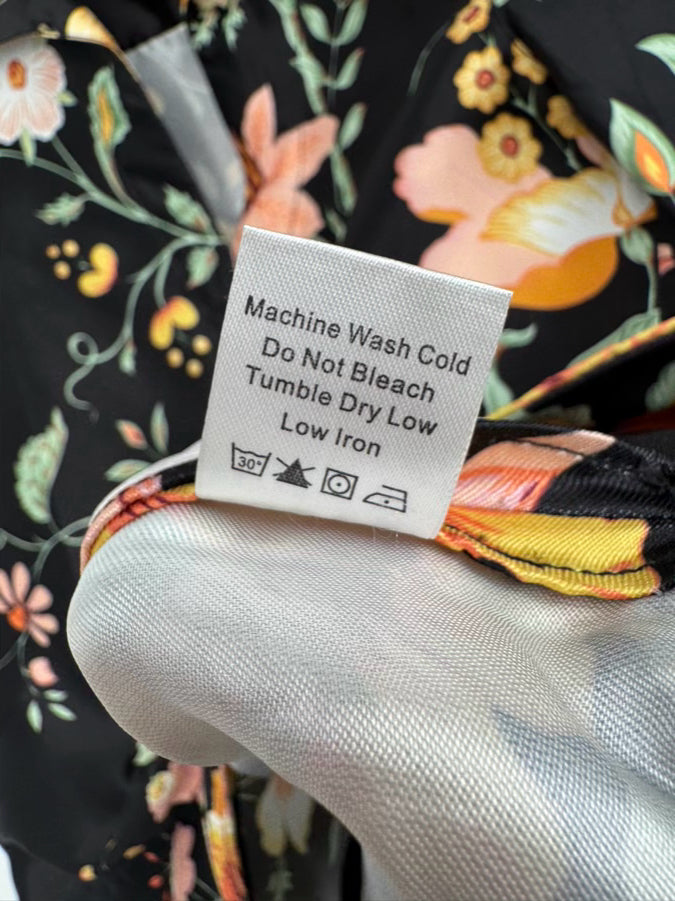 Machine Wash Cold
Do Not Bleach
Tumble Dry Low
Low Iron
30°